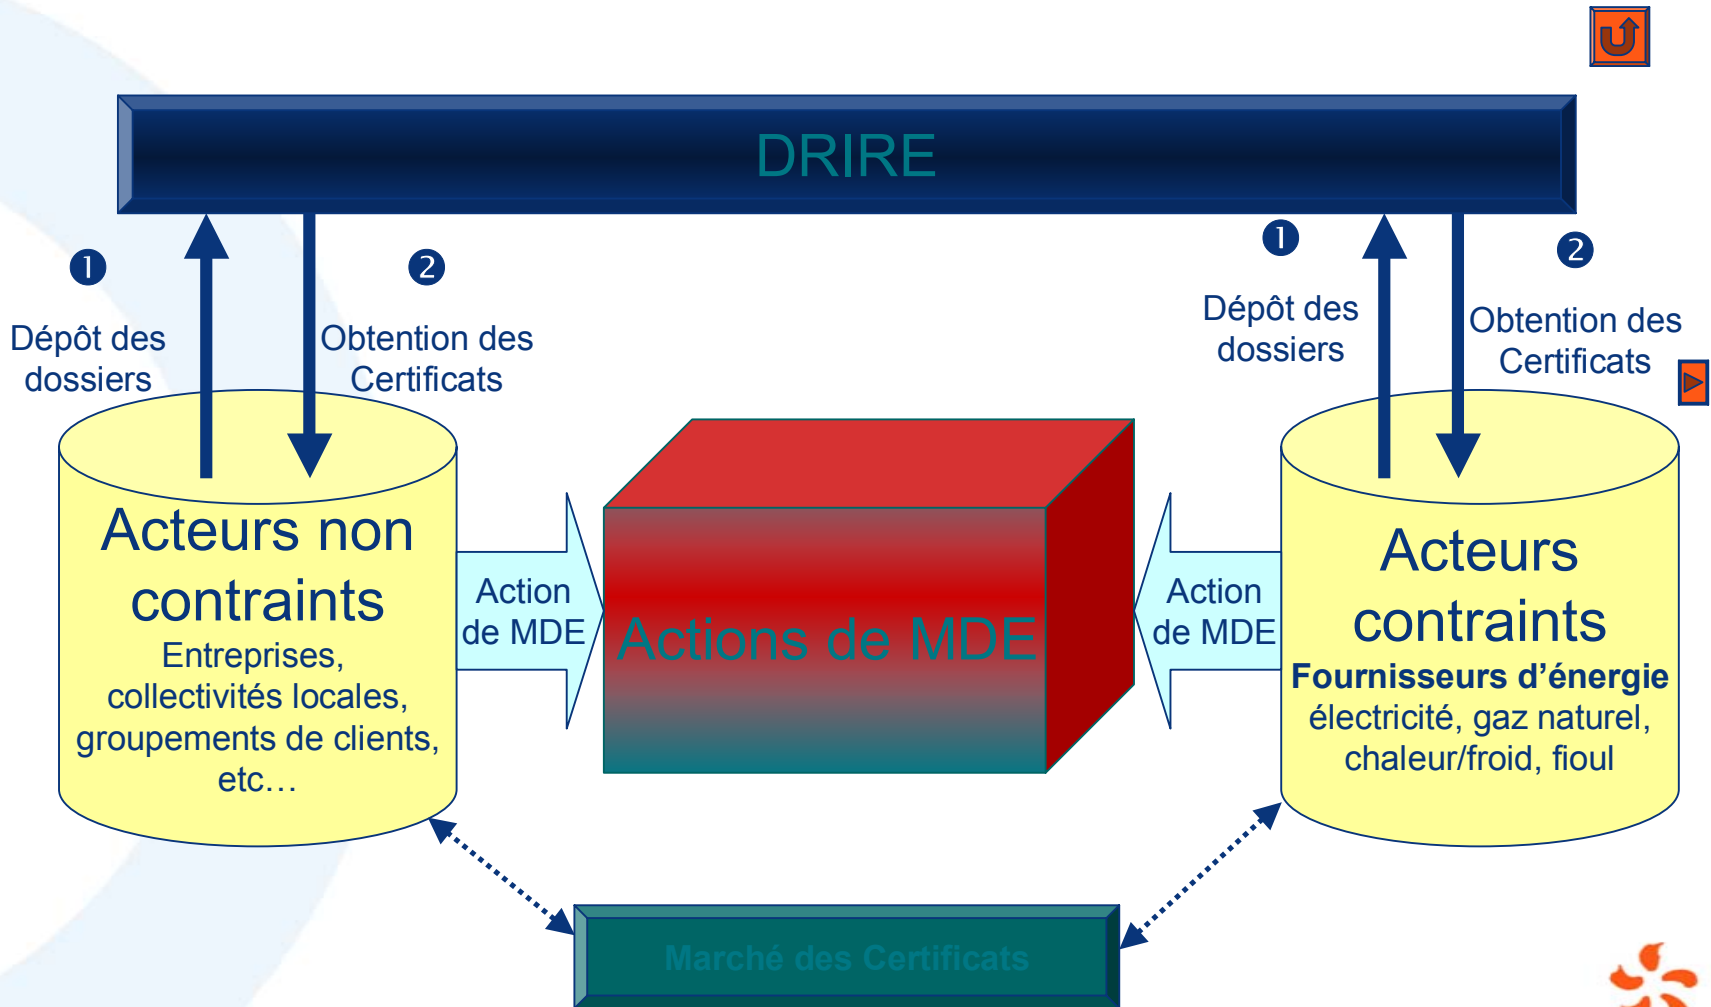 DRIRE
❶
Dépôt des
dossiers
❷
Obtention des
Certificats
❶
Dépôt des
dossiers
❷
Obtention des
Certificats
Acteurs non
contraints
Entreprises,
collectivités locales,
groupements de clients,
etc…
Action
de MDE
Actions de MDE
Action
de MDE
Acteurs
contraints
Fournisseurs d’énergie
électricité, gaz naturel,
chaleur/froid, fioul
Marché des Certificats